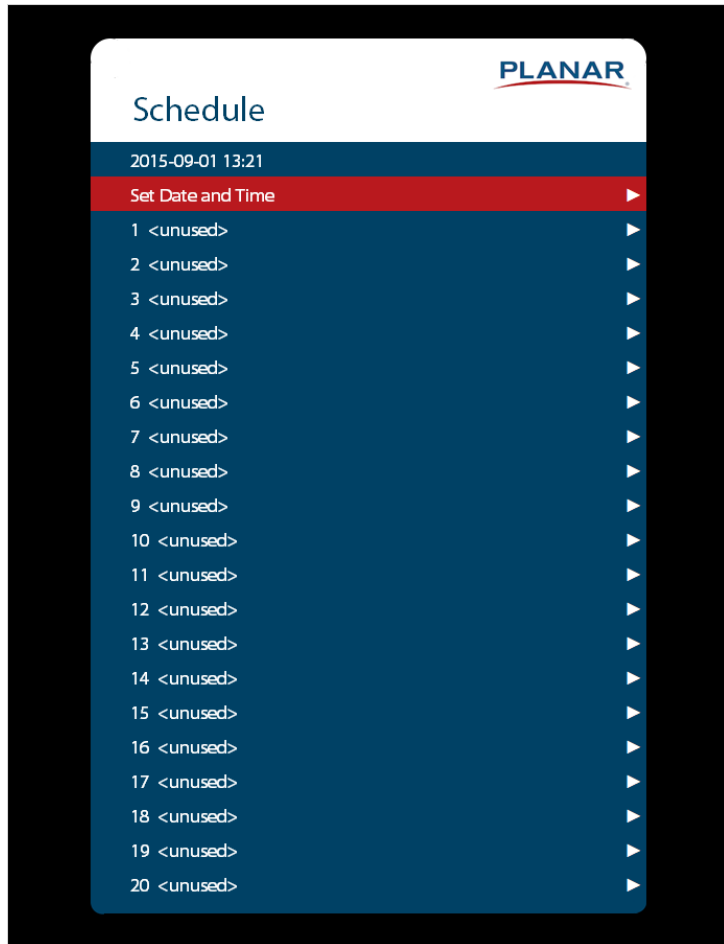 PLANAR
Schedule
2015-09-01 13:21
Set Date and Time
1 <unused>
2 <unused>
3 <unused>
4 <unused>
5 <unused>
6 <unused>
7 <unused>
8 <unused>
9 <unused>
10 <unused>
11 <unused>
12 <unused>
13 <unused>
14 <unused>
15 <unused>
16 <unused>
17 <unused>
18 <unused>
19 <unused>
20 <unused>